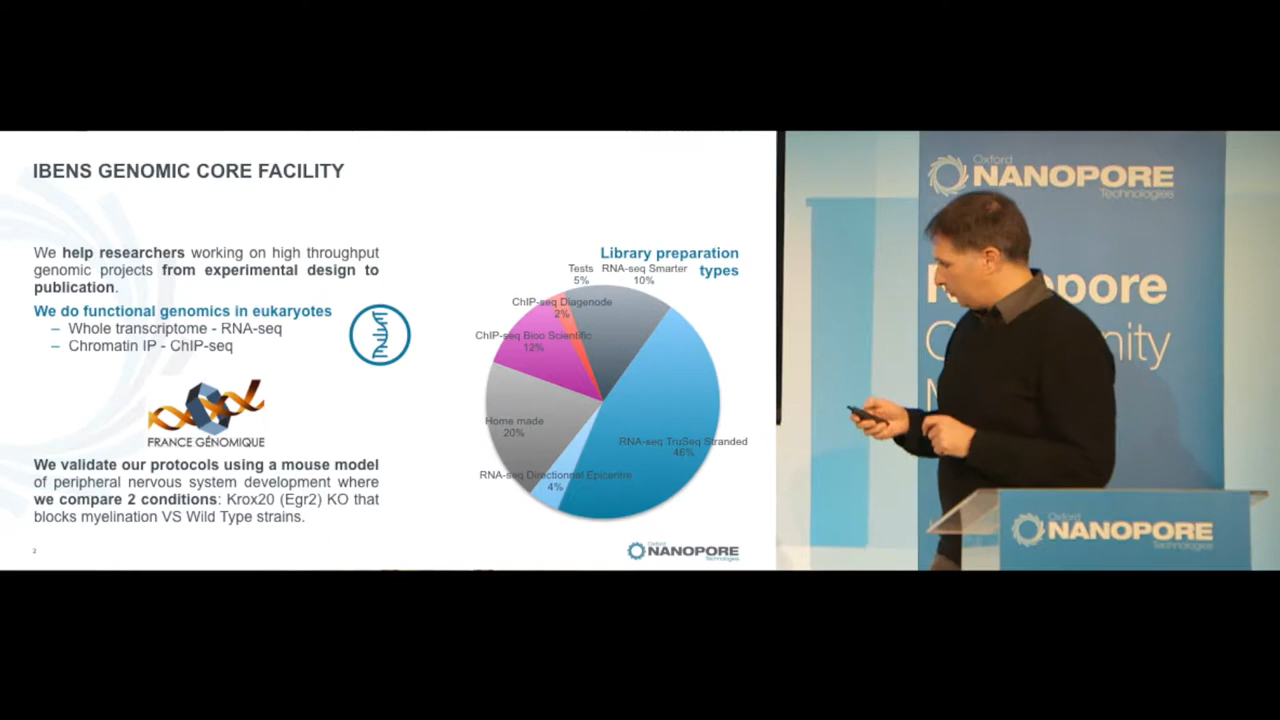 IBENS GENOMIC CORE FACILITY
We help researchers working on high throughput
genomic projects from experimental design to
publication.
We do functional genomics in eukaryotes
– Whole transcriptome - RNA-seq
– Chromatin IP - ChIP-seq
FRANCE GÉNOMIQUE
We validate our protocols using a mouse model
of peripheral nervous system development where
we compare 2 conditions: Krox20 (Egr2) KO that
blocks myelination VS Wild Type strains.
2
Library preparation
types
Tests
5%
RNA-seq Smarter
10%
ChIP-seq Diagenode
2%
ChIP-seq Bioo Scientific
12%
Home made
20%
RNA-seq TruSeq Stranded
46%
RNA-seq Directionnal Epicentre
4%
Oxford
NANOPORE
Technologies
Oxford
NANOPORE
Technologies
Oxford
NANOPORE
Technologies